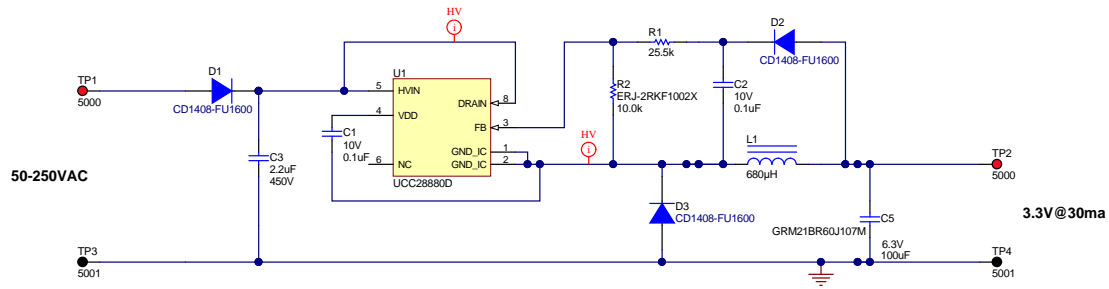 HV
i
D2
R1
25.5k
CD1408-FU1600
TP1
5000
D1
CD1408-FU1600
U1
5
HVIN
4
VDD
6
NC
DRAIN
8
FB
3
GND_IC
1
GND_IC
2
UCC28880D
R2
ERJ-2RKF1002X
10.0k
C2
10V
0.1uF
C1
10V
0.1uF
HV
i
C3
2.2uF
450V
L1
680µH
TP2
5000
50-250VAC
D3
CD1408-FU1600
C5
GRM21BR60J107M
6.3V
100uF
3.3V@30ma
TP3
5001
TP4
5001